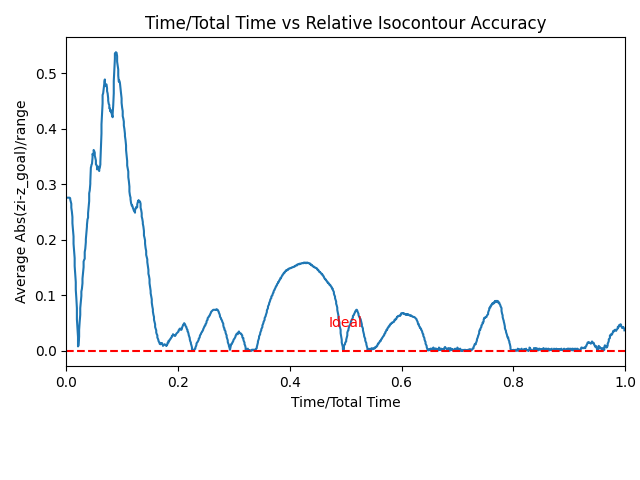 Time/Total Time vs Relative Isocontour Accuracy
Average Abs(zi-z_goal)/range
0.5
0.4
0.3
0.2
0.1
0.0
Ideal
0.0 0.2 0.4 0.6 0.8 1.0
Time/Total Time